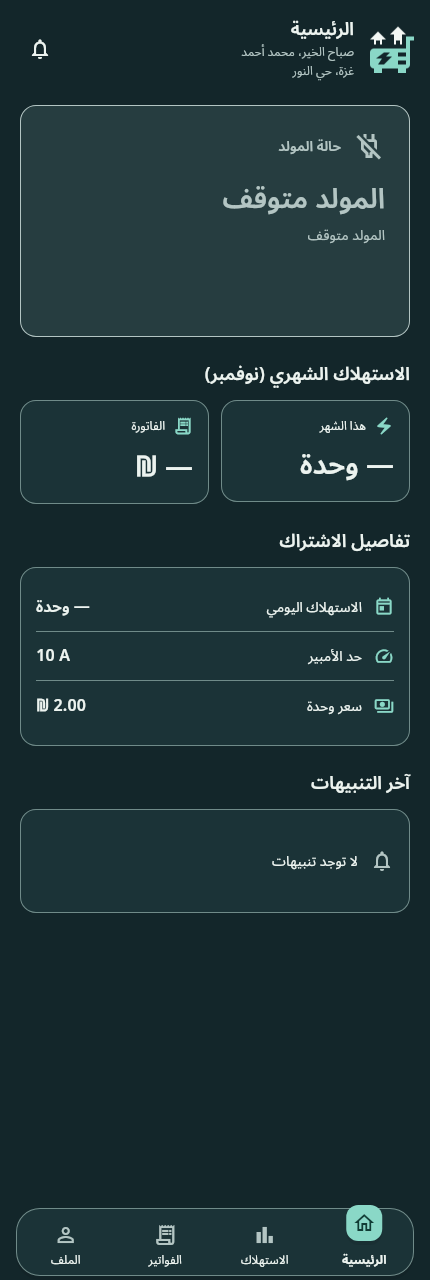 الرئيسية
صباح الخير، محمد أحمد
غزة، حي النور
حالة المولد
المولد متوقف
المولد متوقف
الاستهلاك الشهري (نوفمبر)
هذا الشهر
— وحدة
الفاتورة
— ₪
تفاصيل الاشتراك
الاستهلاك اليومي
— وحدة
حد الأمبير
10 A
سعر وحدة
2.00 ₪
آخر التنبيهات
لا توجد تنبيهات
الرئيسية
الاستهلاك
الفواتير
الملف